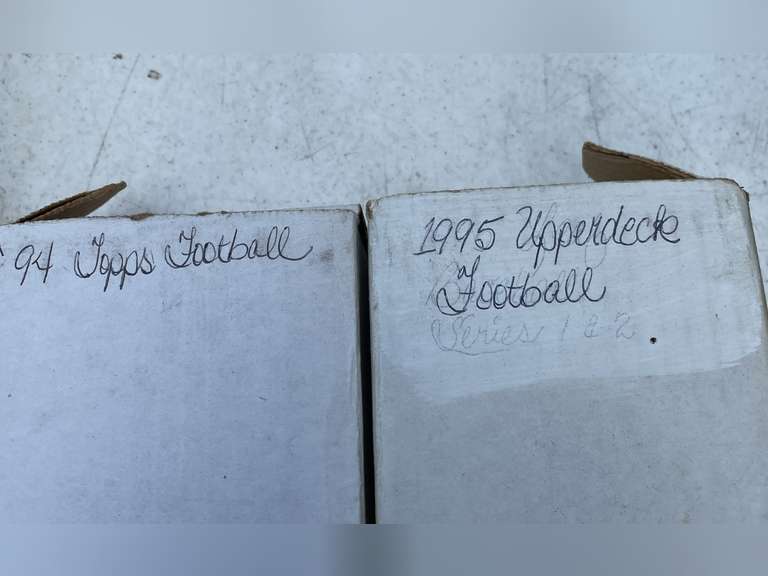 '94 Topps Football
1995 Upperdeck
Football
Series 1 & 2